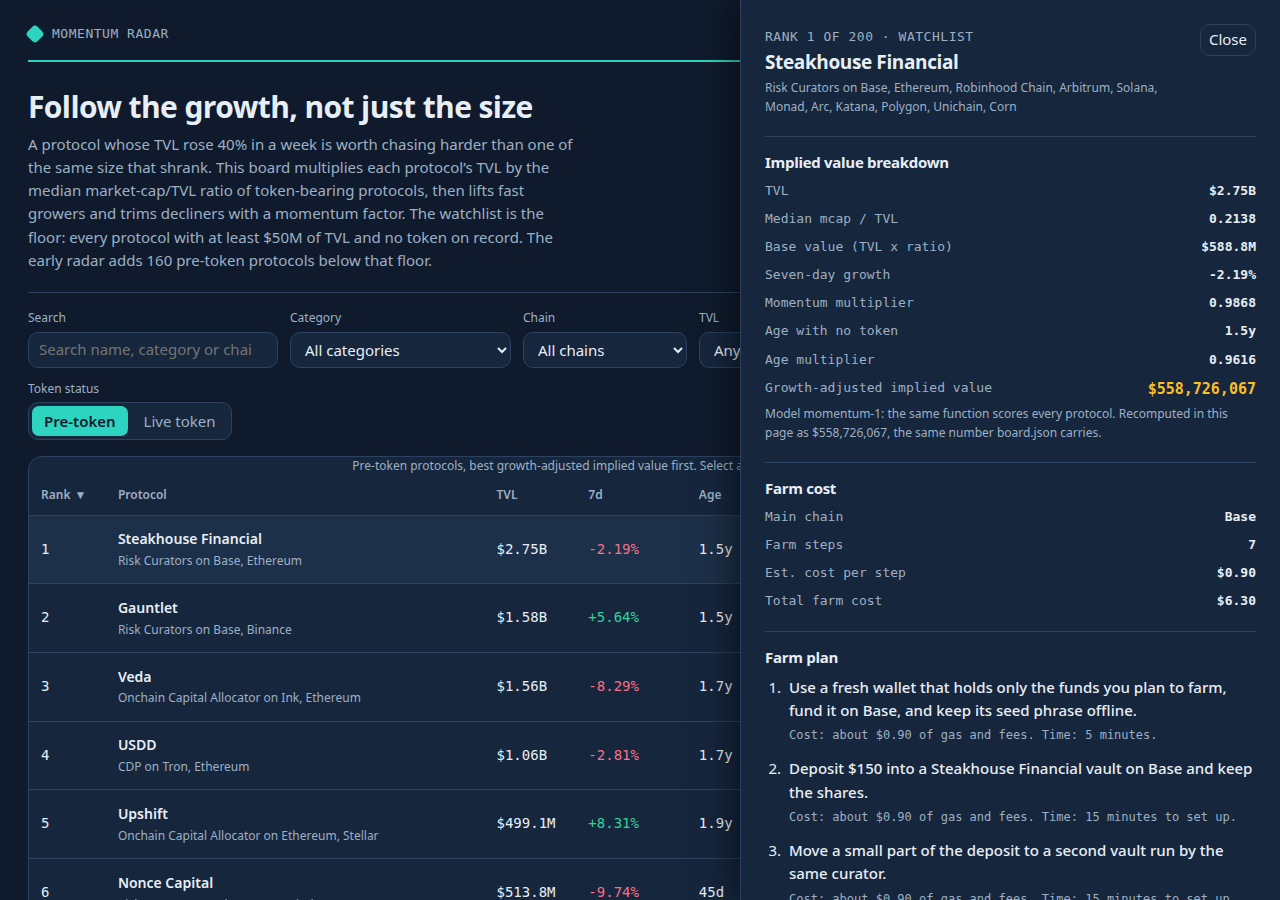 MOMENTUM RADAR
Follow the growth, not just the size
A protocol whose TVL rose 40% in a week is worth chasing harder than one of
the same size that shrank. This board multiplies each protocol’s TVL by the
median market-cap/TVL ratio of token-bearing protocols, then lifts fast
growers and trims decliners with a momentum factor. The watchlist is the
floor: every protocol with at least $50M of TVL and no token on record. The
early radar adds 160 pre-token protocols below that floor.
Search
Category
Chain
TVL
Search name, category or chai
All categories
All chains
Any
Token status
Pre-token
Live token
Pre-token protocols, best growth-adjusted implied value first. Select a
Rank ▼ Protocol TVL 7d Age
1 Steakhouse Financial $2.75B -2.19% 1.5y
Risk Curators on Base, Ethereum
2 Gauntlet $1.58B +5.64% 1.5y
Risk Curators on Base, Binance
3 Veda $1.56B -8.29% 1.7y
Onchain Capital Allocator on Ink, Ethereum
4 USDD $1.06B -2.81% 1.7y
CDP on Tron, Ethereum
5 Upshift $499.1M +8.31% 1.9y
Onchain Capital Allocator on Ethereum, Stellar
6 Nonce Capital $513.8M -9.74% 45d
RANK 1 OF 200 · WATCHLIST
Close
Steakhouse Financial
Risk Curators on Base, Ethereum, Robinhood Chain, Arbitrum, Solana,
Monad, Arc, Katana, Polygon, Unichain, Corn
Implied value breakdown
TVL $2.75B
Median mcap / TVL 0.2138
Base value (TVL x ratio) $588.8M
Seven-day growth -2.19%
Momentum multiplier 0.9868
Age with no token 1.5y
Age multiplier 0.9616
Growth-adjusted implied value $558,726,067
Model momentum-1: the same function scores every protocol. Recomputed in this
page as $558,726,067, the same number board.json carries.
Farm cost
Main chain Base
Farm steps 7
Est. cost per step $0.90
Total farm cost $6.30
Farm plan
1. Use a fresh wallet that holds only the funds you plan to farm,
fund it on Base, and keep its seed phrase offline.
Cost: about $0.90 of gas and fees. Time: 5 minutes.
2. Deposit $150 into a Steakhouse Financial vault on Base and keep
the shares.
Cost: about $0.90 of gas and fees. Time: 15 minutes to set up.
3. Move a small part of the deposit to a second vault run by the
same curator.
Cost: about $0.90 of gas and fees. Time: 15 minutes to set up.